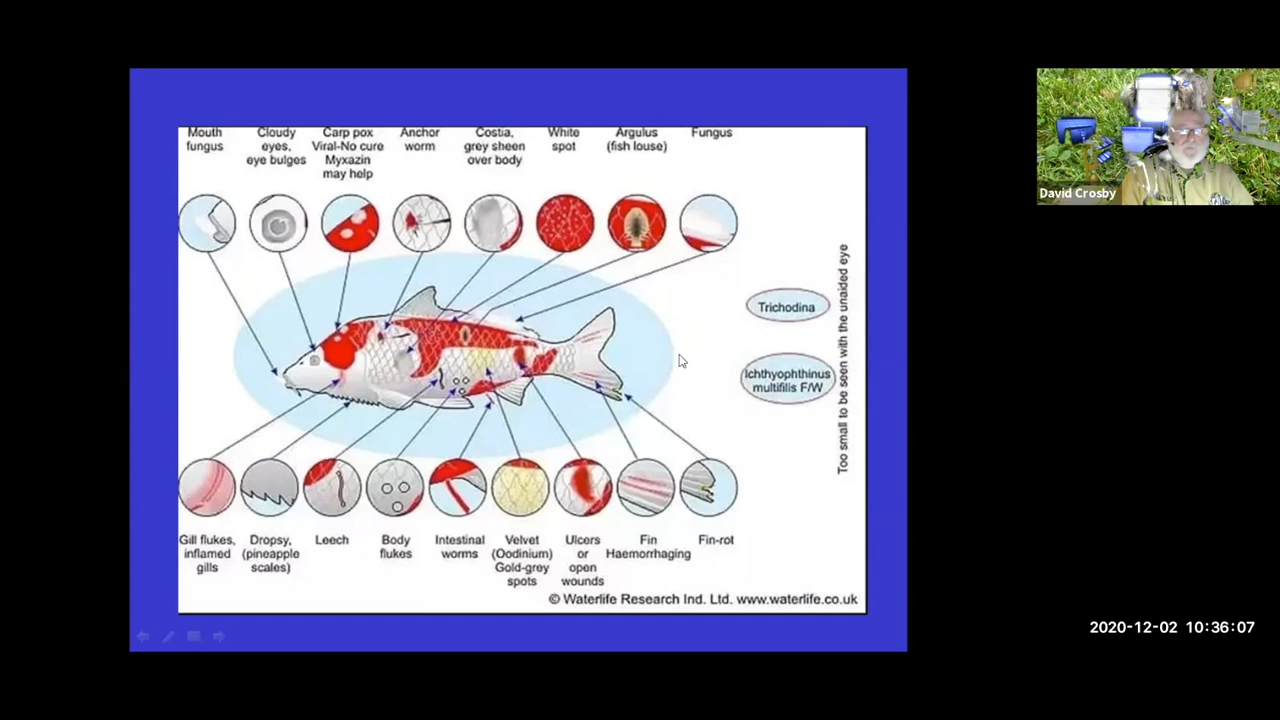 Mouth
fungus
Cloudy
eyes,
eye bulges
Carp pox
Viral-No cure
Myxazin
may help
Anchor
worm
Costia,
grey sheen
over body
White
spot
Argulus
(fish louse)
Fungus
David Crosby
Trichodina
Ichthyophthinus
multifilis F/W
Too small to be seen with the unaided eye
Gill flukes,
inflamed
gills
Dropsy,
(pineapple
scales)
Leech
Body
flukes
Intestinal
worms
Velvet
(Oodinium)
Gold-grey
spots
Ulcers
or
open
wounds
Fin
Haemorrhaging
Fin-rot
© Waterlife Research Ind. Ltd. www.waterlife.co.uk
2020-12-02 10:36:07